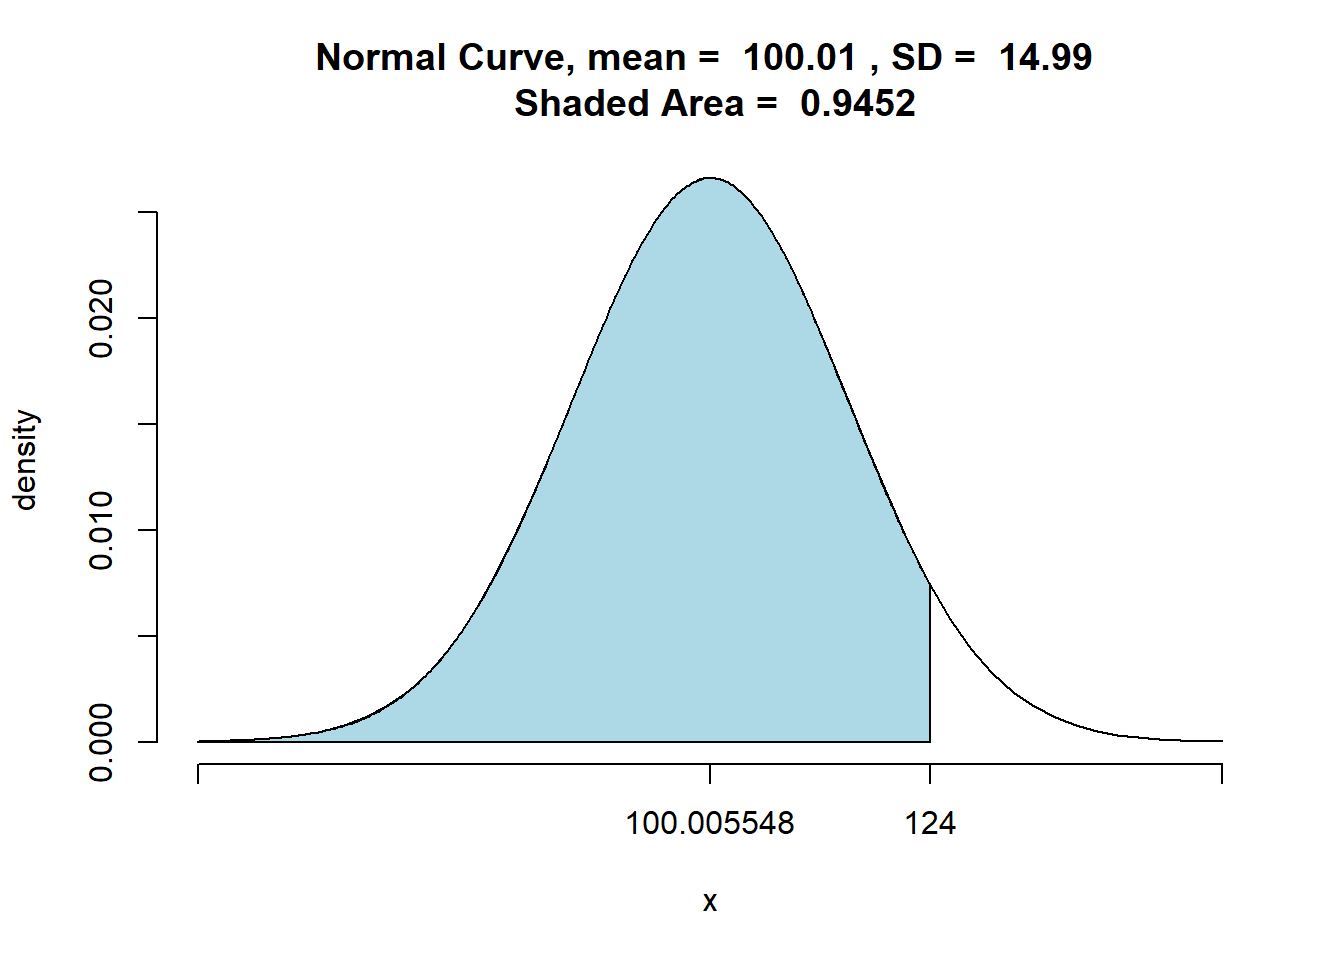 Normal Curve, mean =  100.01 , SD =  14.99
Shaded Area =  0.9452
density
0.020
0.010
0.000
100.005548
124
x